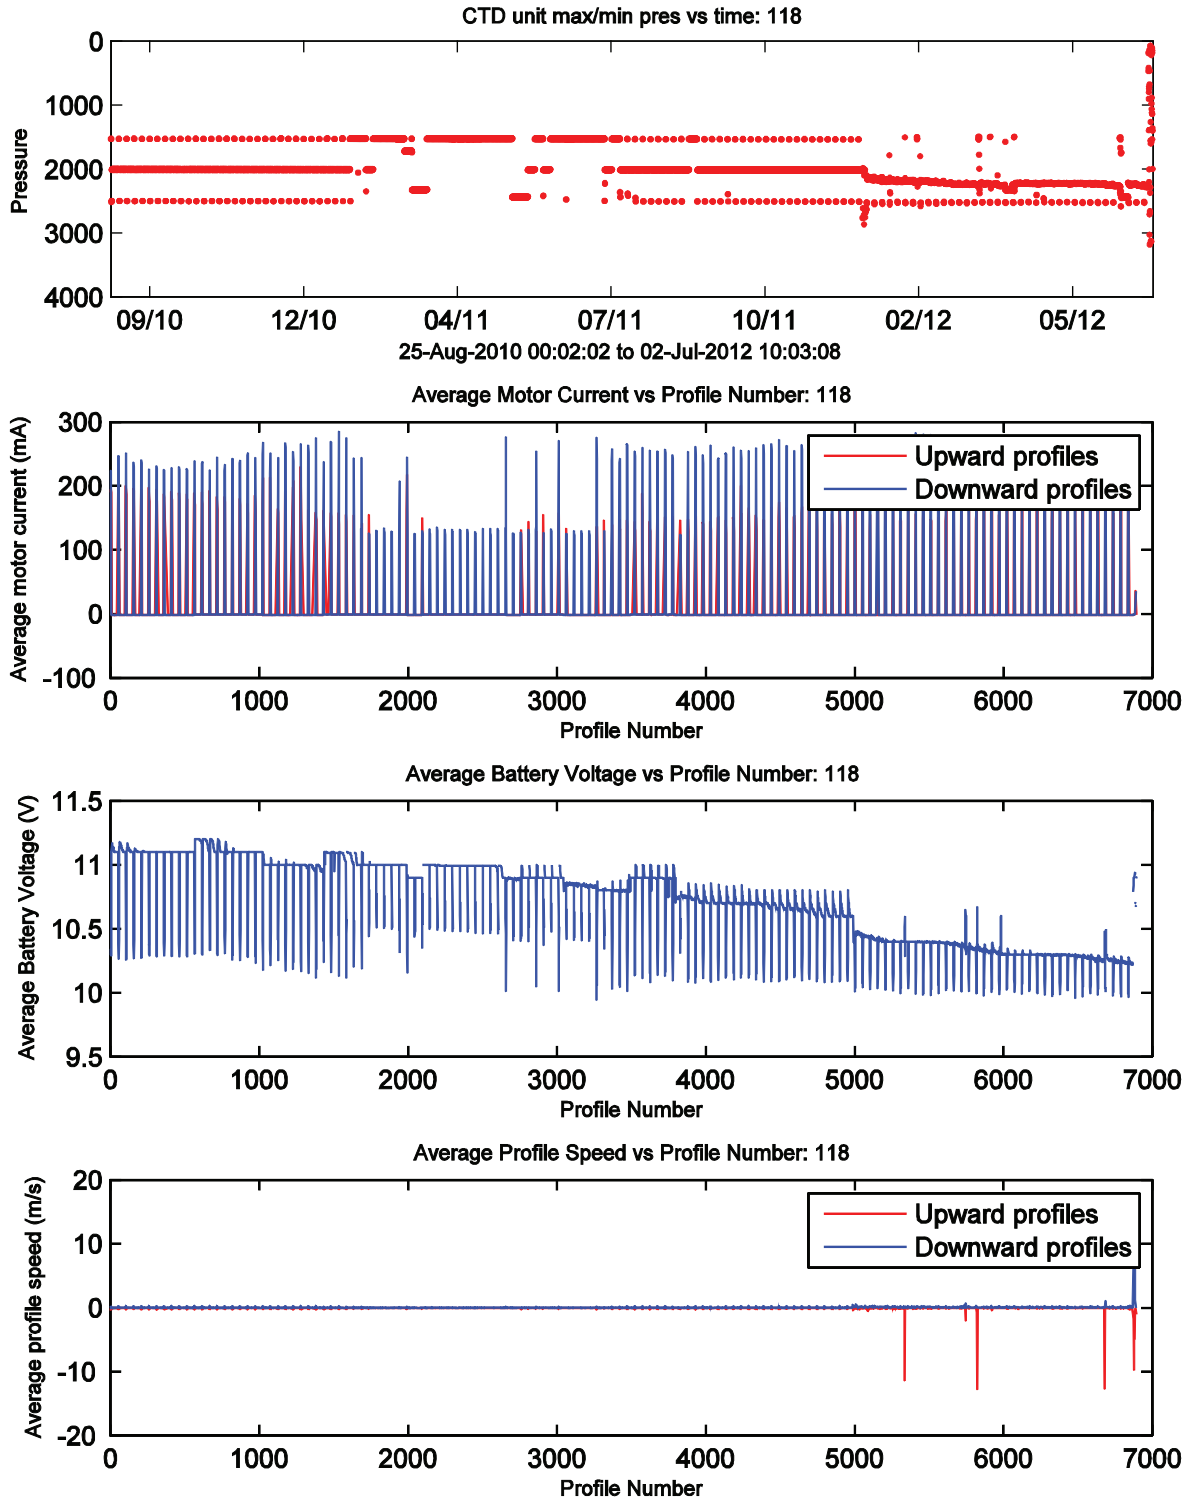 CTD unit max/min pres vs time: 118
Pressure
0
1000
2000
3000
4000
09/10 12/10 04/11 07/11 10/11 02/12 05/12
25-Aug-2010 00:02:02 to 02-Jul-2012 10:03:08
Average Motor Current vs Profile Number: 118
Average motor current (mA)
300
200
100
0
-100
Upward profiles
Downward profiles
0 1000 2000 3000 4000 5000 6000 7000
Profile Number
Average Battery Voltage vs Profile Number: 118
Average Battery Voltage (V)
11.5
11
10.5
10
9.5
0 1000 2000 3000 4000 5000 6000 7000
Profile Number
Average Profile Speed vs Profile Number: 118
Average profile speed (m/s)
20
10
0
-10
-20
Upward profiles
Downward profiles
0 1000 2000 3000 4000 5000 6000 7000
Profile Number